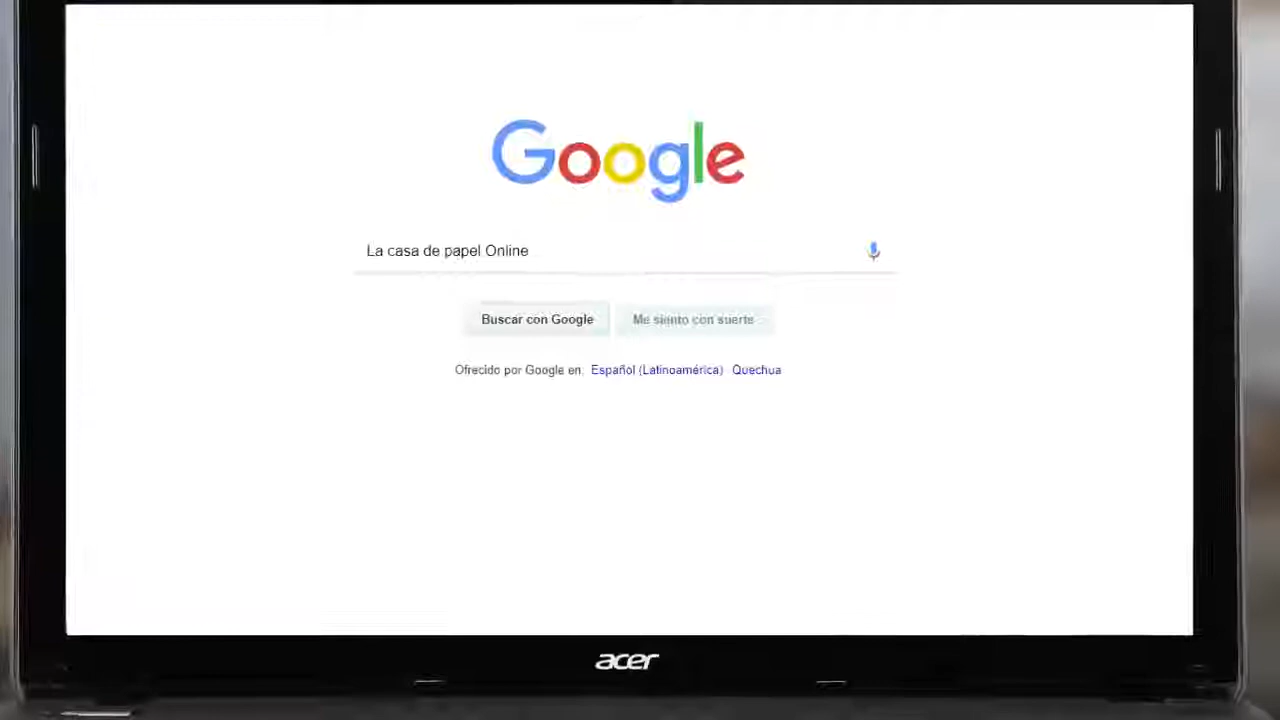 Google
La casa de papel Online
Buscar con Google Me siento con suerte
Ofrecido por Google en: Español (Latinoamérica) Quechua
acer